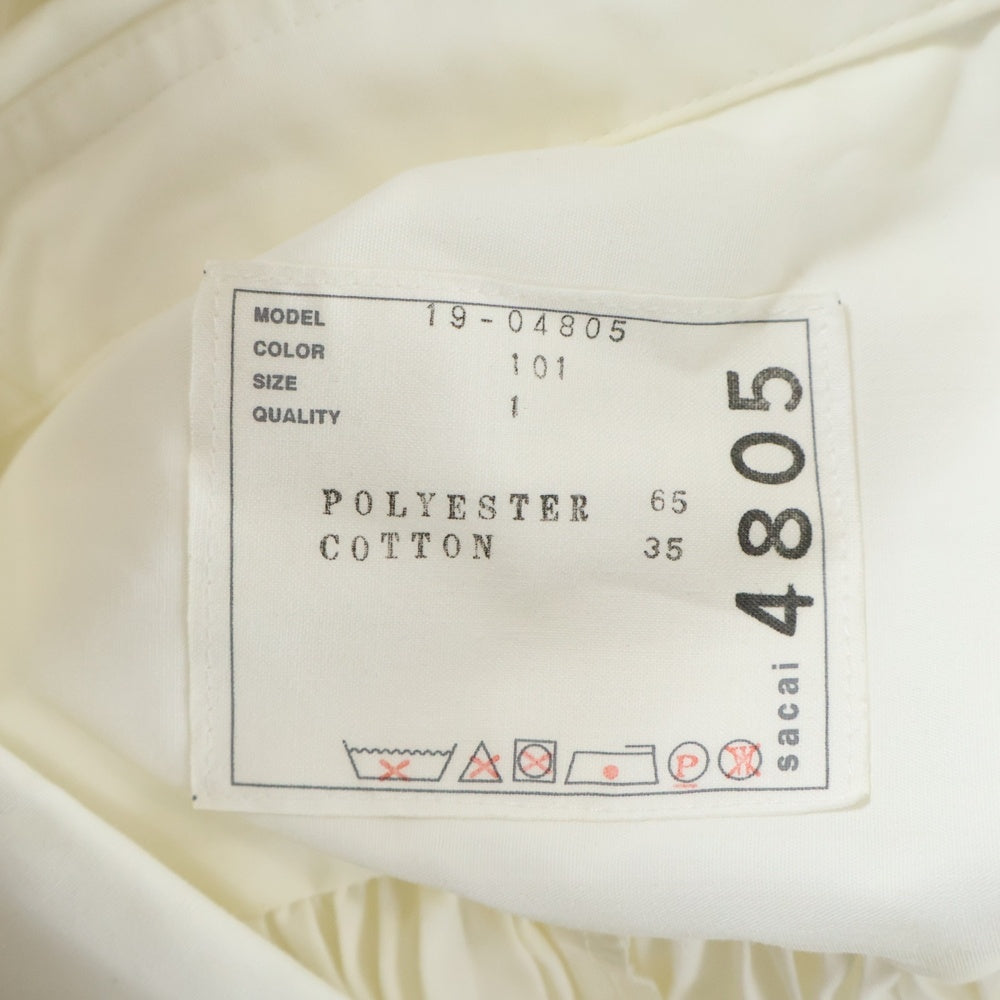 MODEL 19-04805
COLOR 101
SIZE 1
QUALITY
POLYESTER 65
COTTON 35
P W
sacai 4805